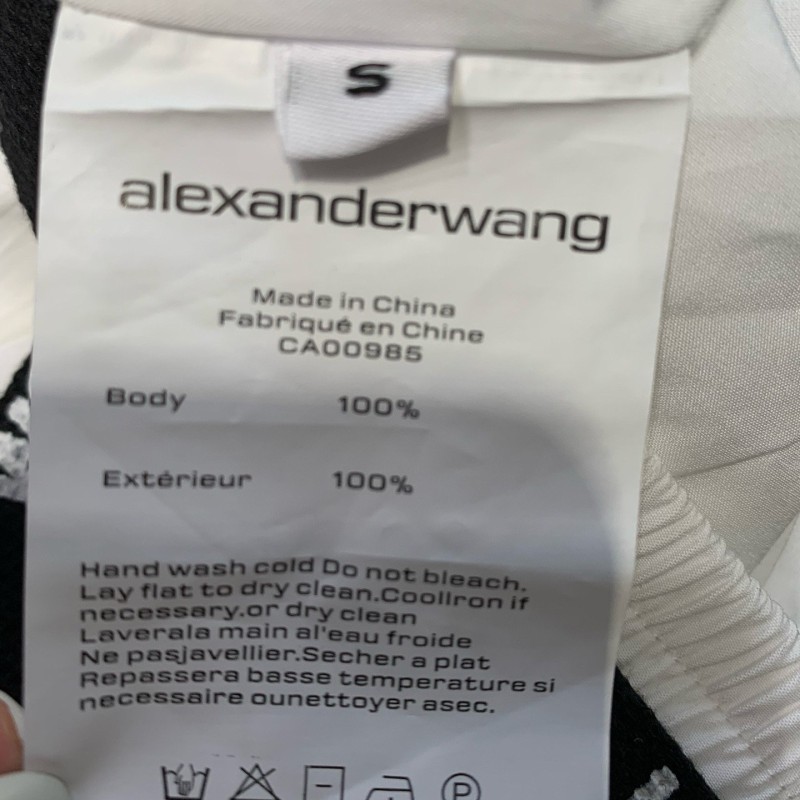 S
alexanderwang
Made in China
Fabriqué en Chine
CA00985
Body 100%
Extérieur 100%
Hand wash cold Do not bleach.
Lay flat to dry clean.CoolIron if
necessary.or dry clean
Laverala main al'eau froide
Ne pasjavellier.Secher a plat
Repassera basse temperature si
necessaire ounettoyer asec.
P